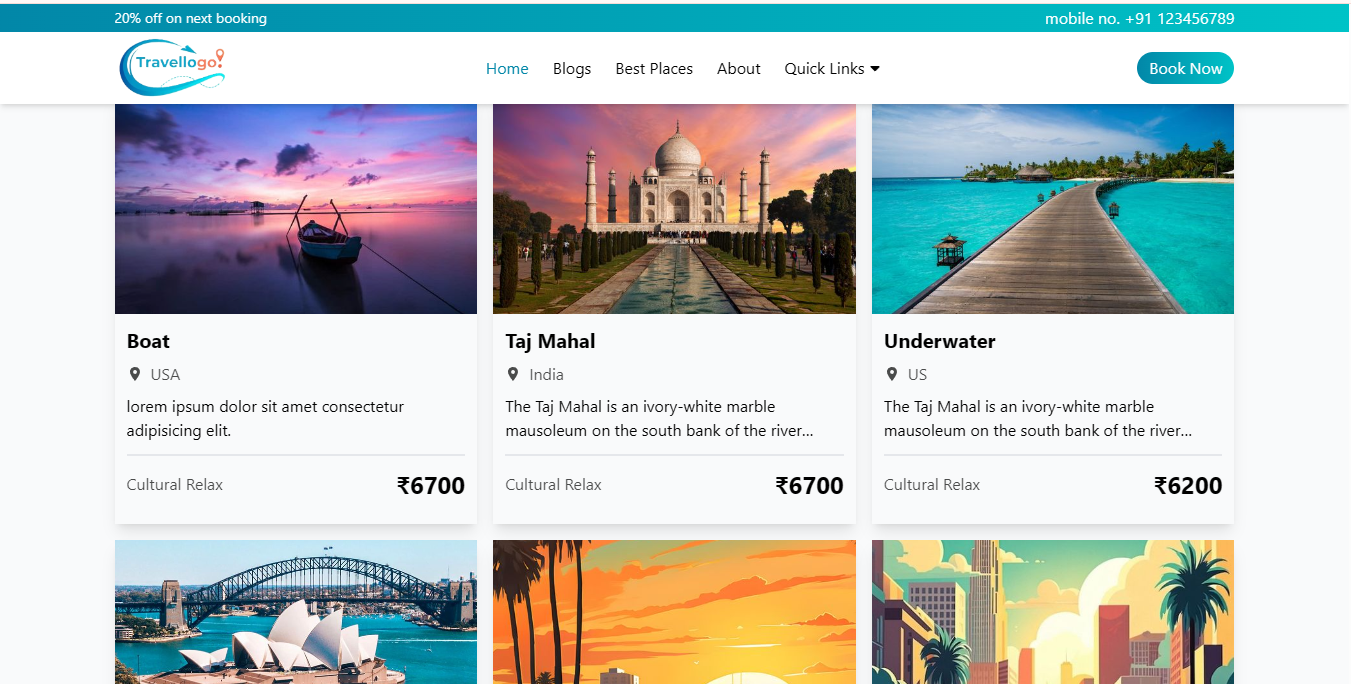 20% off on next booking
mobile no. +91 123456789
Travellogo!
Home
Blogs
Best Places
About
Quick Links
Book Now
Boat
USA
lorem ipsum dolor sit amet consectetur
adipisicing elit.
Cultural Relax
₹6700
Taj Mahal
India
The Taj Mahal is an ivory-white marble
mausoleum on the south bank of the river...
Cultural Relax
₹6700
Underwater
US
The Taj Mahal is an ivory-white marble
mausoleum on the south bank of the river...
Cultural Relax
₹6200